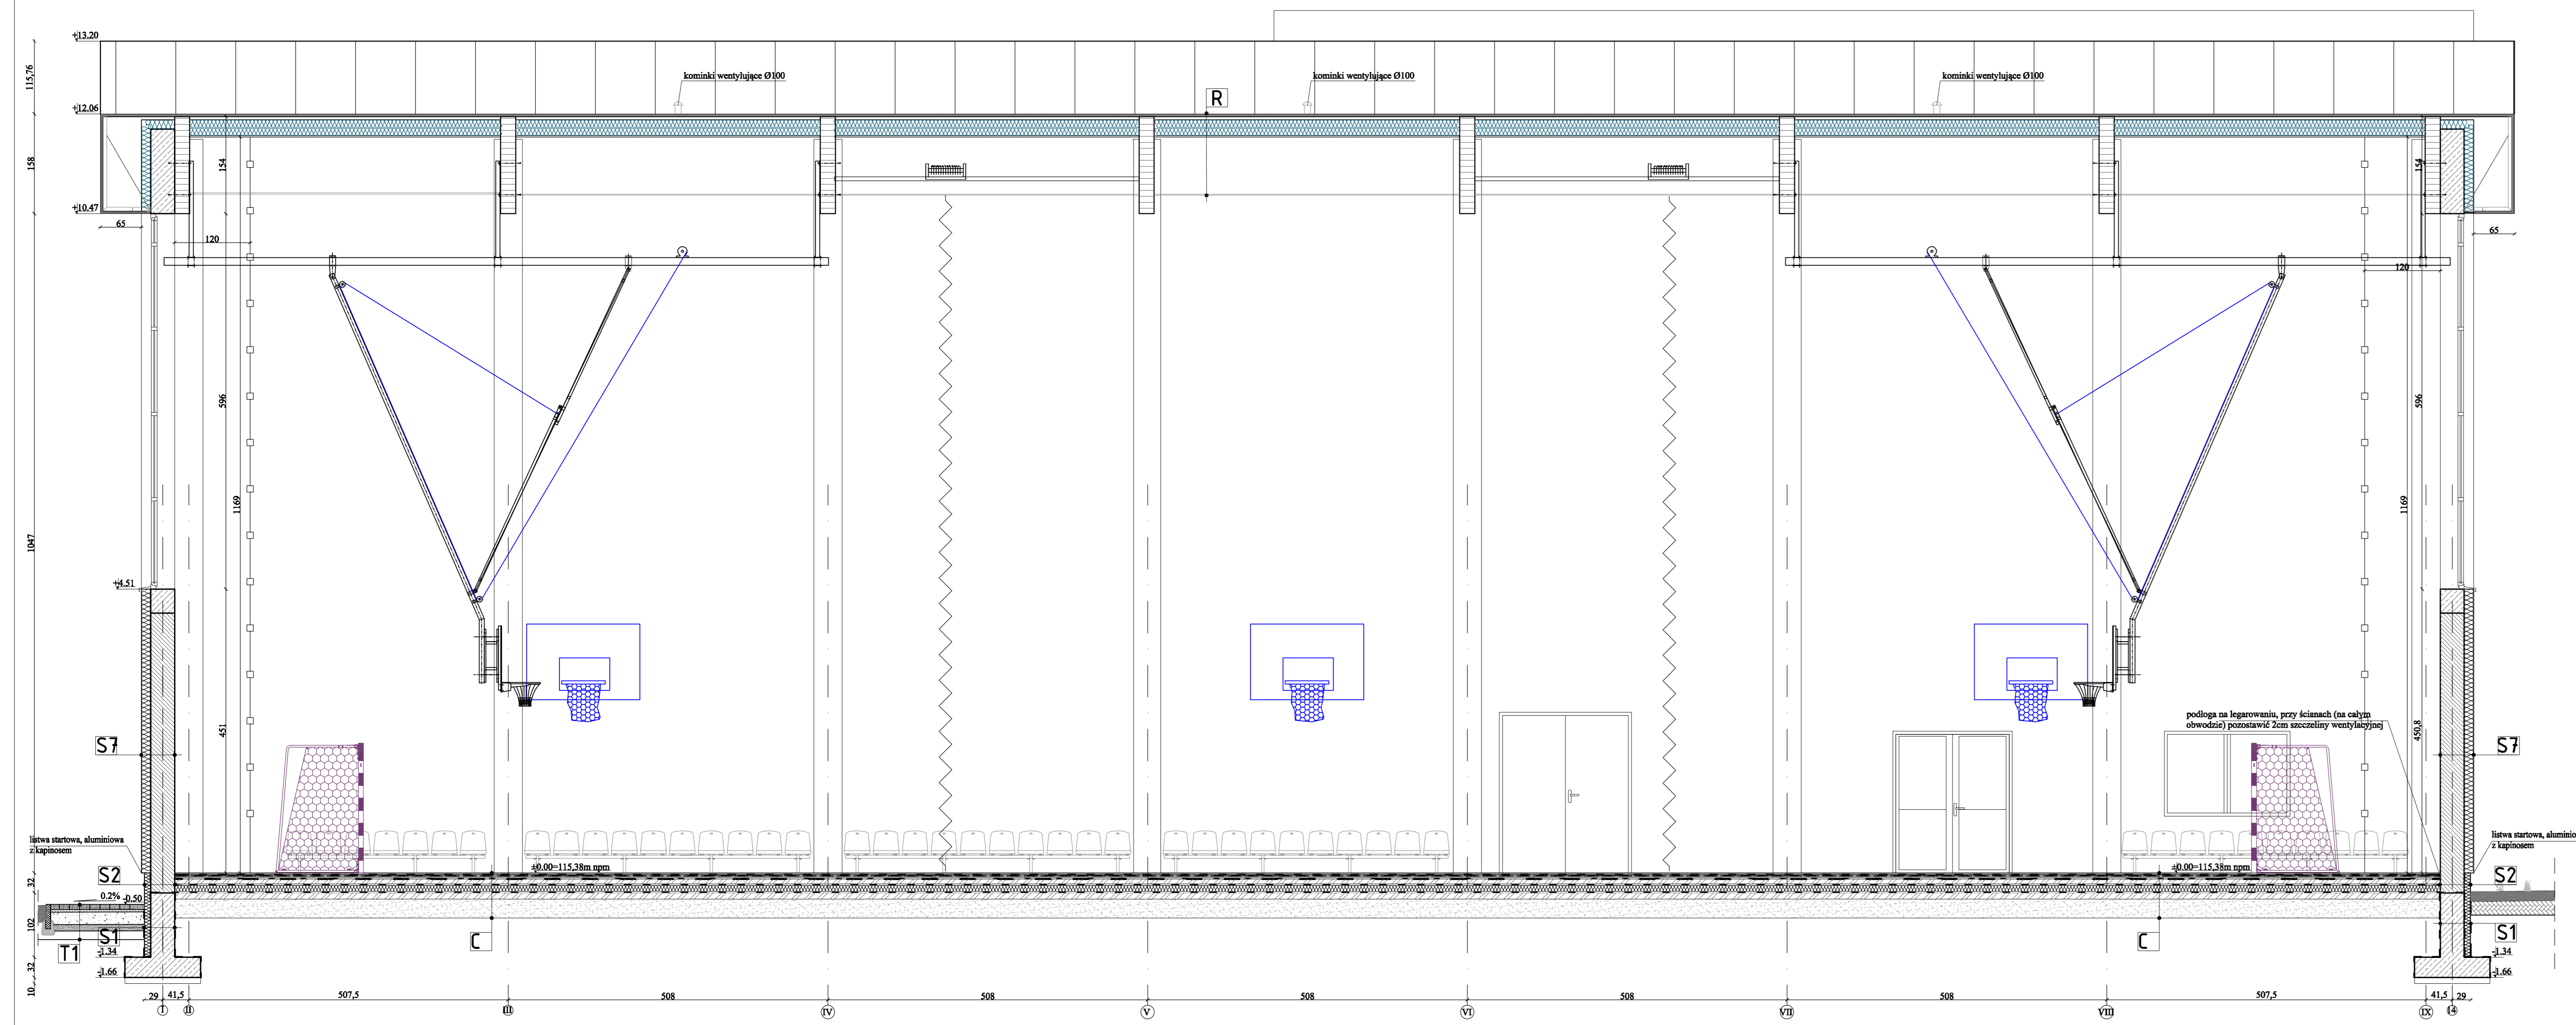 +13.20
115,76
kominki wentylujące Ø100
kominki wentylujące Ø100
kominki wentylujące Ø100
R
+12.06
158
154
154
+10.47
65
65
120
120
596
596
1169
1169
1047
+4.51
451
450,8
podłoga na legarowaniu, przy ścianach (na całym
obwodzie) pozostawić 2cm szczeliny wentylacyjnej
S7
S7
listwa startowa, aluminiowa
z kapinosem
listwa startowa, aluminio
z kapinosem
±0.00=115,38m npm
±0.00=115,38m npm
32
S2
S2
0.2%
-0.50
102
S1
S1
T1
C
C
-1.34
-1.34
32
-1.66
-1.66
10
29
41,5
507,5
508
508
508
508
508
507,5
41,5
29
I
II
III
IV
V
VI
VII
VIII
IX
14